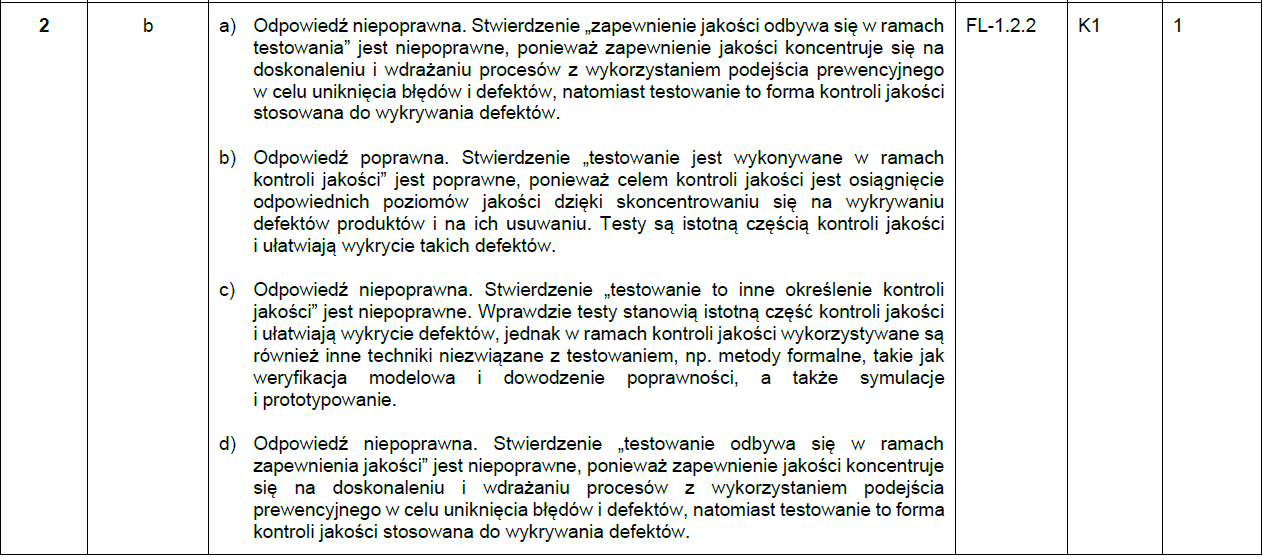 2 b a) Odpowiedź niepoprawna. Stwierdzenie „zapewnienie jakości odbywa się w ramach FL-1.2.2 K1 1
testowania” jest niepoprawne, ponieważ zapewnienie jakości koncentruje się na
doskonaleniu i wdrażaniu procesów z wykorzystaniem podejścia prewencyjnego
w celu uniknięcia błędów i defektów, natomiast testowanie to forma kontroli jakości
stosowana do wykrywania defektów.
b) Odpowiedź poprawna. Stwierdzenie „testowanie jest wykonywane w ramach
kontroli jakości” jest poprawne, ponieważ celem kontroli jakości jest osiągnięcie
odpowiednich poziomów jakości dzięki skoncentrowaniu się na wykrywaniu
defektów produktów i na ich usuwaniu. Testy są istotną częścią kontroli jakości
i ułatwiają wykrycie takich defektów.
c) Odpowiedź niepoprawna. Stwierdzenie „testowanie to inne określenie kontroli
jakości” jest niepoprawne. Wprawdzie testy stanowią istotną część kontroli jakości
i ułatwiają wykrycie defektów, jednak w ramach kontroli jakości wykorzystywane są
również inne techniki niezwiązane z testowaniem, np. metody formalne, takie jak
weryfikacja modelowa i dowodzenie poprawności, a także symulacje
i prototypowanie.
d) Odpowiedź niepoprawna. Stwierdzenie „testowanie odbywa się w ramach
zapewnienia jakości” jest niepoprawne, ponieważ zapewnienie jakości koncentruje
się na doskonaleniu i wdrażaniu procesów z wykorzystaniem podejścia
prewencyjnego w celu uniknięcia błędów i defektów, natomiast testowanie to forma
kontroli jakości stosowana do wykrywania defektów.